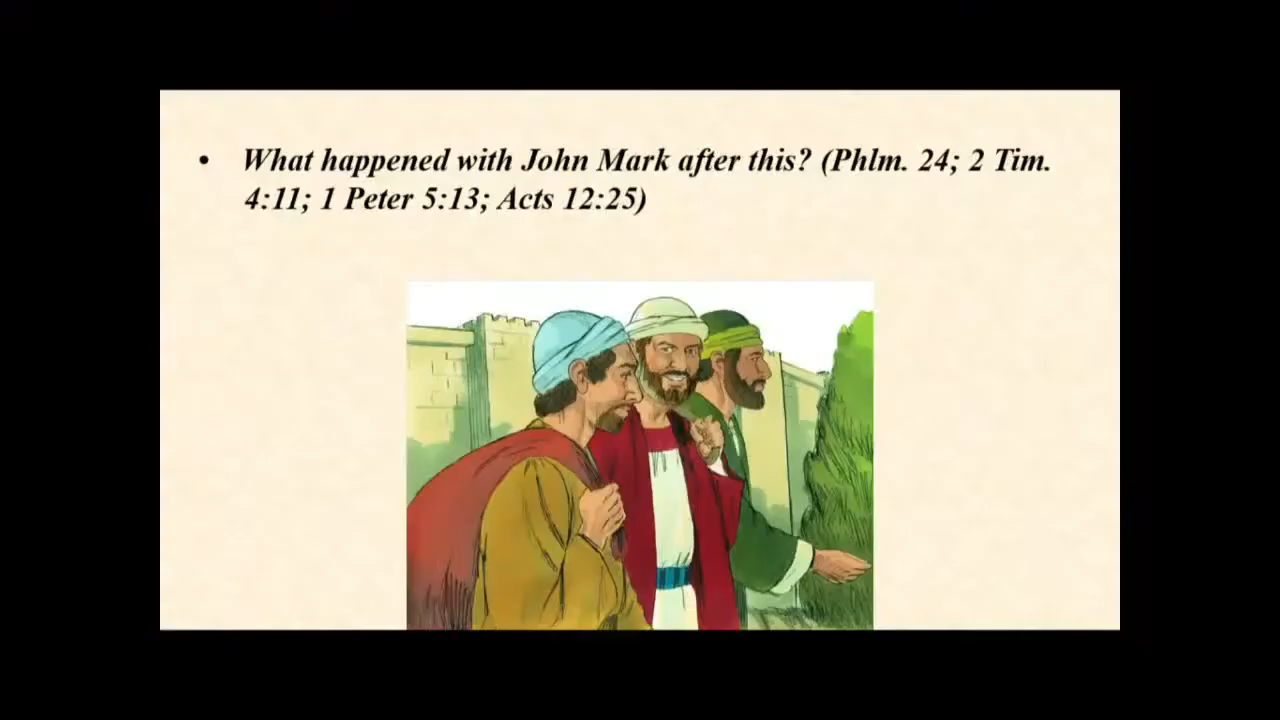 • What happened with John Mark after this? (Phlm. 24; 2 Tim.
4:11; 1 Peter 5:13; Acts 12:25)